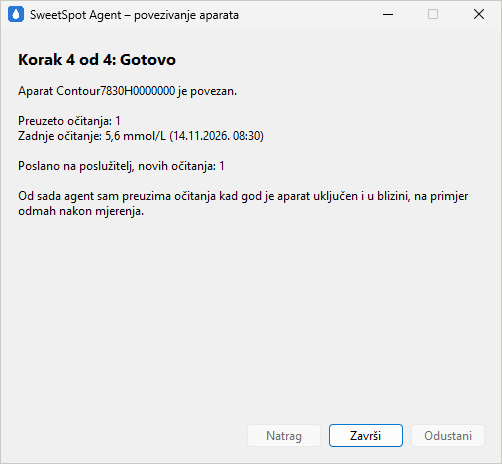 SweetSpot Agent – povezivanje aparata
Korak 4 od 4: Gotovo
Aparat Contour7830H0000000 je povezan.
Preuzeto očitanja: 1
Zadnje očitanje: 5,6 mmol/L (14.11.2026. 08:30)
Poslano na poslužitelj, novih očitanja: 1
Od sada agent sam preuzima očitanja kad god je aparat uključen i u blizini, na primjer
odmah nakon mjerenja.
Natrag
Završi
Odustani